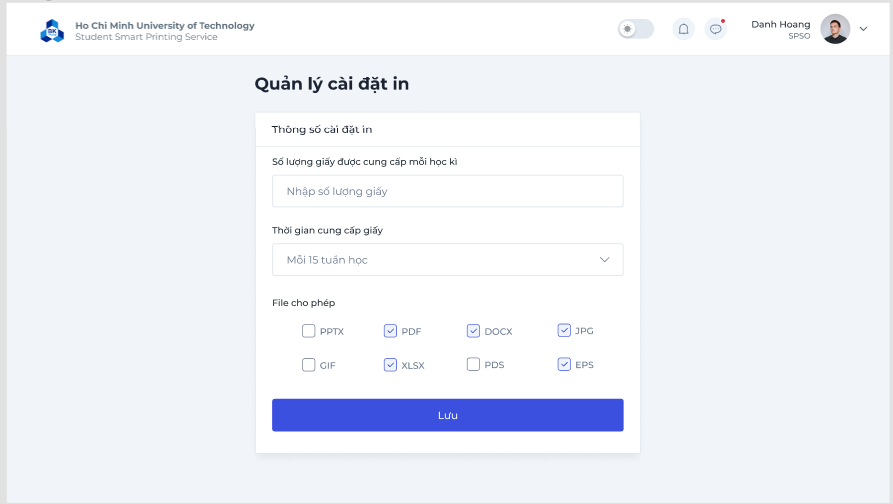 BK
Ho Chi Minh University of Technology
Student Smart Printing Service
Danh Hoang
SPSO
Quản lý cài đặt in
Thông số cài đặt in
Số lượng giấy được cung cấp mỗi học kì
Nhập số lượng giấy
Thời gian cung cấp giấy
Mỗi 15 tuần học
File cho phép
PPTX PDF DOCX JPG
GIF XLSX PDS EPS
Lưu